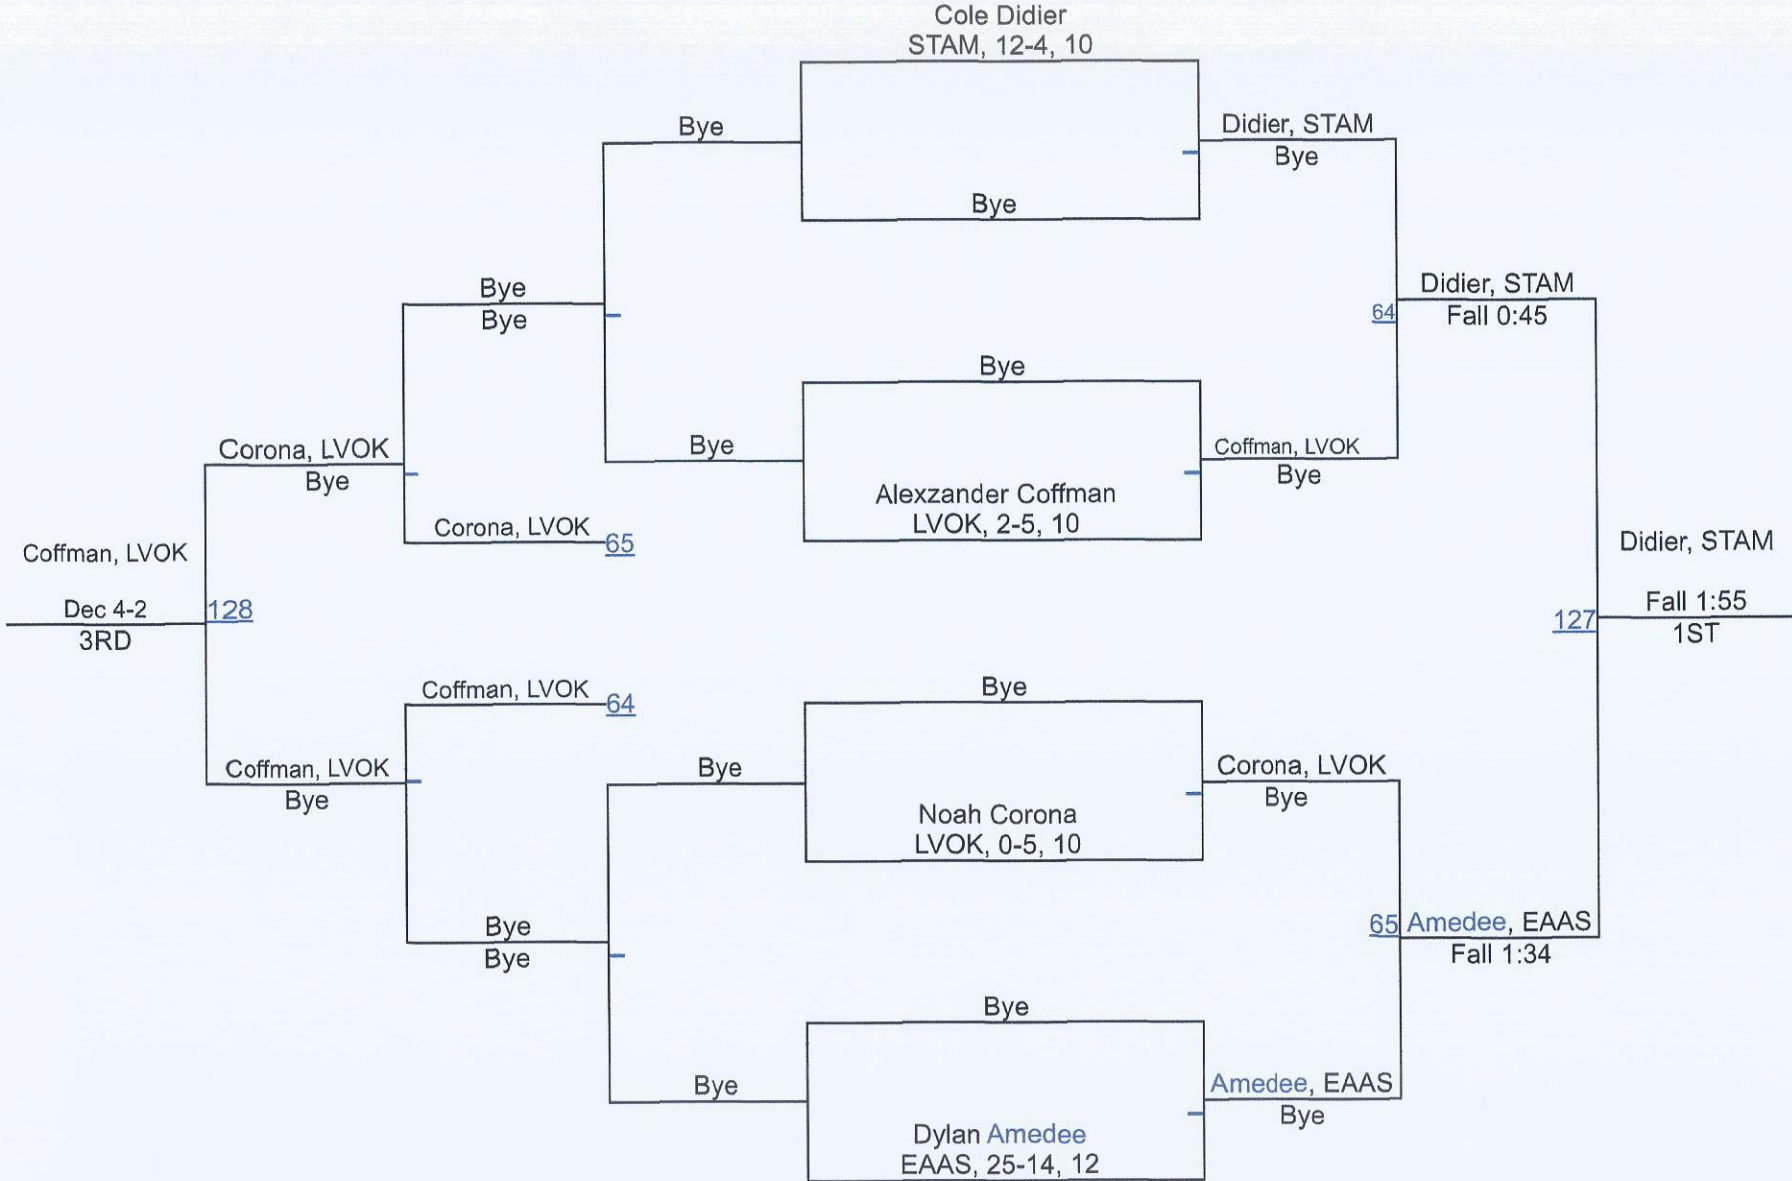 Cole Didier
STAM, 12-4, 10
Bye
Didier, STAM
Bye
Bye
Bye
Bye
Didier, STAM
Fall 0:45
64
Bye
Bye
Coffman, LVOK
Bye
Alexzander Coffman
LVOK, 2-5, 10
Corona, LVOK
Bye
Corona, LVOK
65
Coffman, LVOK
Dec 4-2
3RD
128
Didier, STAM
Fall 1:55
1ST
127
Coffman, LVOK
64
Bye
Coffman, LVOK
Bye
Bye
Corona, LVOK
Bye
Noah Corona
LVOK, 0-5, 10
Bye
Bye
65
Amedee, EAAS
Fall 1:34
Bye
Bye
Amedee, EAAS
Bye
Dylan Amedee
EAAS, 25-14, 12